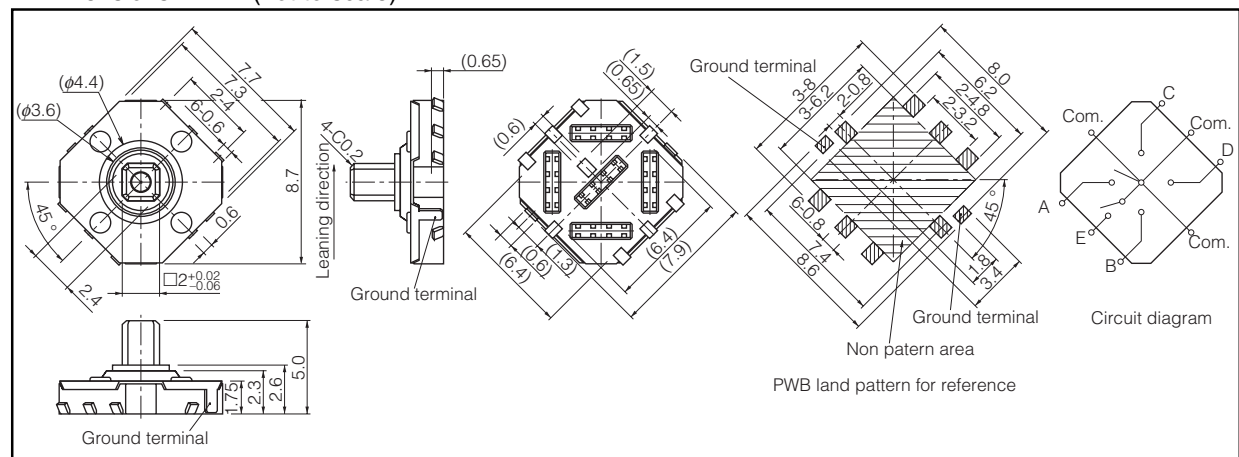 (ϕ4.4)
(ϕ3.6)
7.7
7.3
2-4
6-0.6
8.7
45°
0.6
2.4
□2+0.02
-0.06
5.0
2.6
2.3
1.75
Ground terminal
(0.65)
4-C0.2
Leaning direction
Ground terminal
(1.5)
(0.65)
(0.6)
(6.4)
(0.6)
(1.3)
(6.4)
(7.9)
Ground terminal
3-8
3-6.2
2-0.8
8.0
6.2
2-4.8
2-3.2
6-0.8
7.4
8.6
45°
1.8
3.4
Ground terminal
Non patern area
PWB land pattern for reference
C
Com.
Com.
D
A
E
B
Com.
Circuit diagram